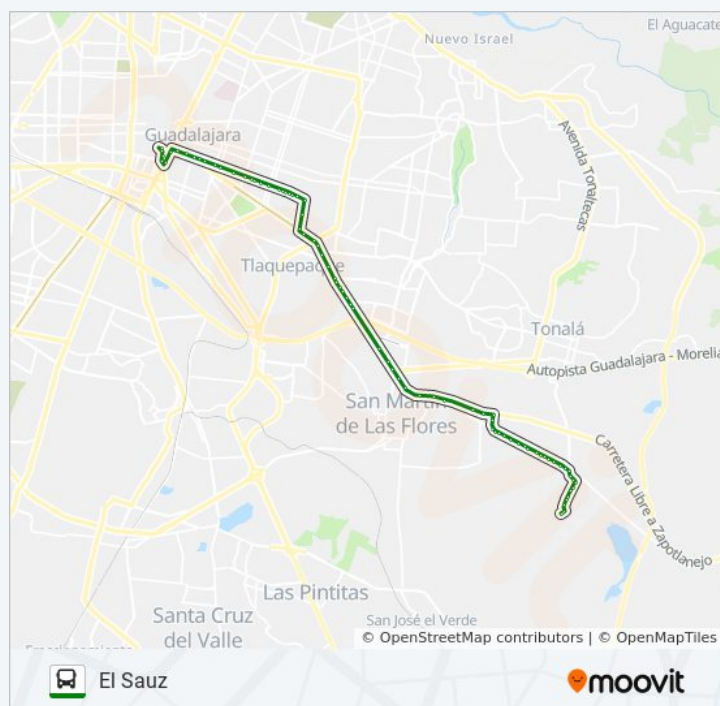 El Aguacate
Nuevo Israel
Guadalajara
Avenida Tonaltecas
Tlaquepaque
Tonalá
Autopista Guadalajara - Morelia
San Martín
de Las Flores
Carretera Libre a Zapotlanejo
Las Pintitas
Santa Cruz
del Valle
San José el Verde
© OpenStreetMap contributors | © OpenMapTiles
El Sauz
moovit